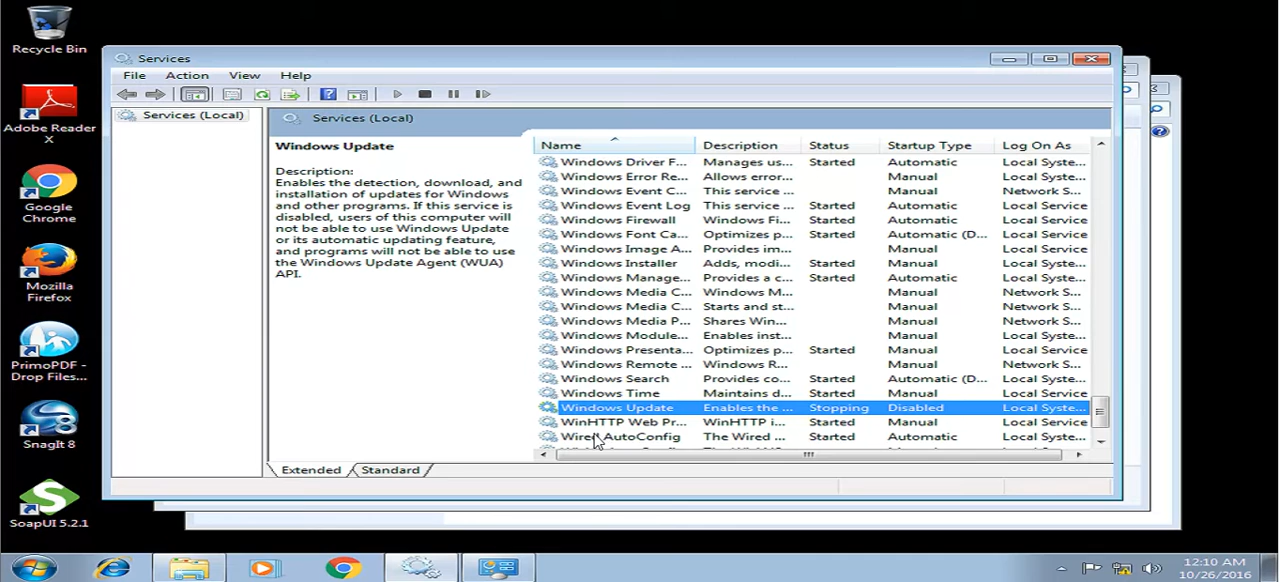 Recycle Bin
Adobe Reader
X
Google
Chrome
Mozilla
Firefox
PrimoPDF -
Drop Files...
SnagIt 8
SoapUI 5.2.1
Services
File Action View Help
Services (Local)
Services (Local)
Windows Update
Description:
Enables the detection, download, and
installation of updates for Windows
and other programs. If this service is
disabled, users of this computer will
not be able to use Windows Update
or its automatic updating feature,
and programs will not be able to use
the Windows Update Agent (WUA)
API.
Name Description Status Startup Type Log On As
Windows Driver F... Manages us... Started Automatic Local Syste...
Windows Error Re... Allows error... Manual Local Syste...
Windows Event C... This service ... Manual Network S...
Windows Event Log This service ... Started Automatic Local Service
Windows Firewall Windows Fi... Started Automatic Local Service
Windows Font Ca... Optimizes p... Started Automatic (D... Local Service
Windows Image A... Provides im... Manual Local Service
Windows Installer Adds, modi... Started Manual Local Syste...
Windows Manage... Provides a c... Started Automatic Local Syste...
Windows Media C... Windows M... Manual Network S...
Windows Media C... Starts and st... Manual Network S...
Windows Media P... Shares Win... Manual Network S...
Windows Module... Enables inst... Manual Local Syste...
Windows Presenta... Optimizes p... Started Manual Local Service
Windows Remote ... Windows R... Manual Network S...
Windows Search Provides co... Started Automatic (D... Local Syste...
Windows Time Maintains d... Started Manual Local Service
Windows Update Enables the ... Stopping Disabled Local Syste...
WinHTTP Web Pr... WinHTTP i... Started Manual Local Service
Wired AutoConfig The Wired ... Started Automatic Local Syste...
Extended Standard
12:10 AM
10/26/2016